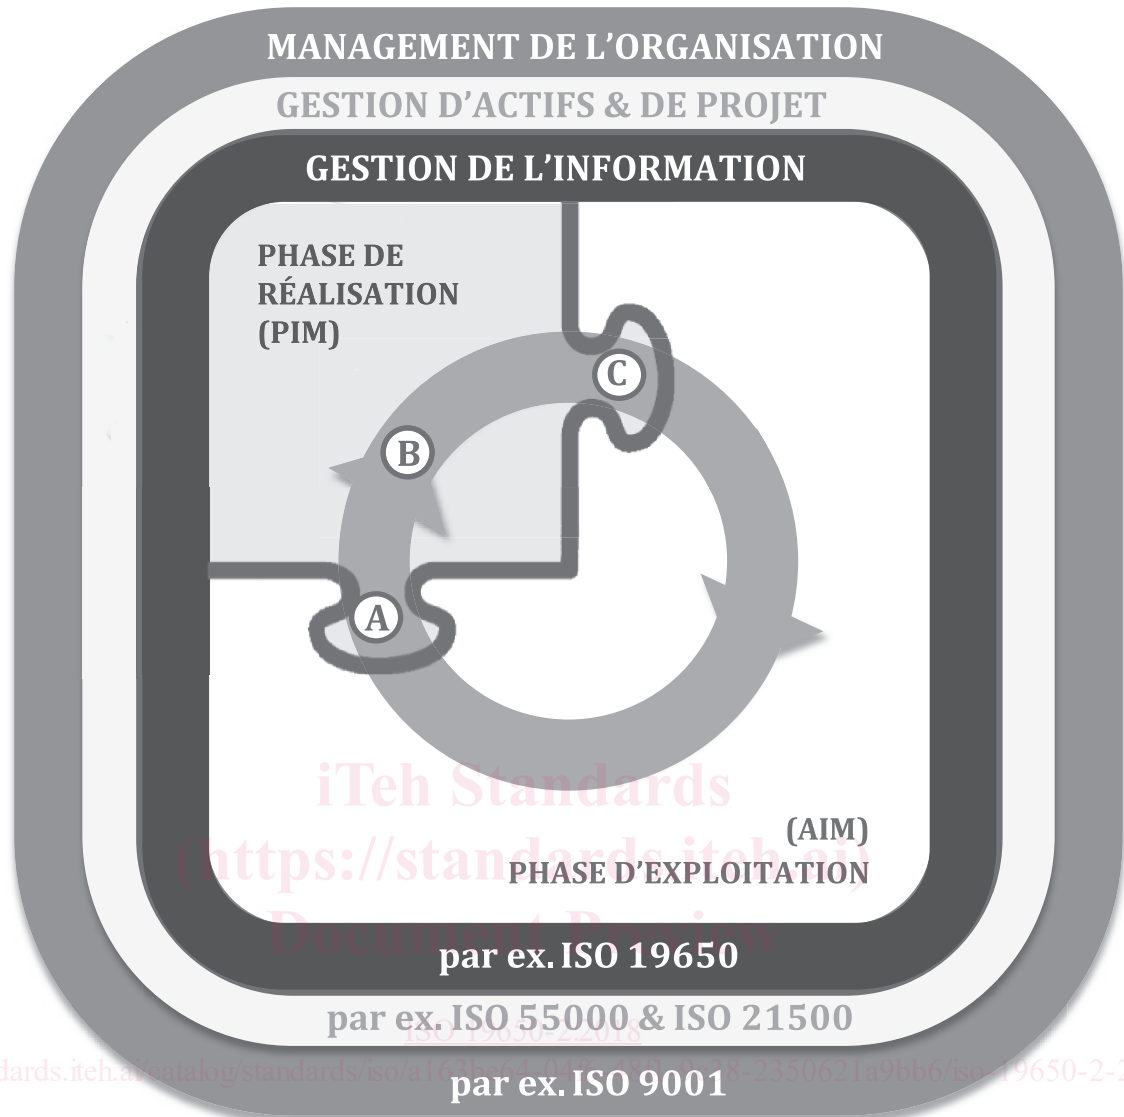 MANAGEMENT DE L’ORGANISATION
GESTION D’ACTIFS & DE PROJET
GESTION DE L’INFORMATION
PHASE DE
RÉALISATION
(PIM)
C
B
A
iTeh Standards
(AIM)
(https://standards.iteh.ai)
PHASE D’EXPLOITATION
Document Preview
par ex. ISO 19650
par ex. ISO 55000 & ISO 21500
ISO 19650-2:2018
par ex. ISO 9001